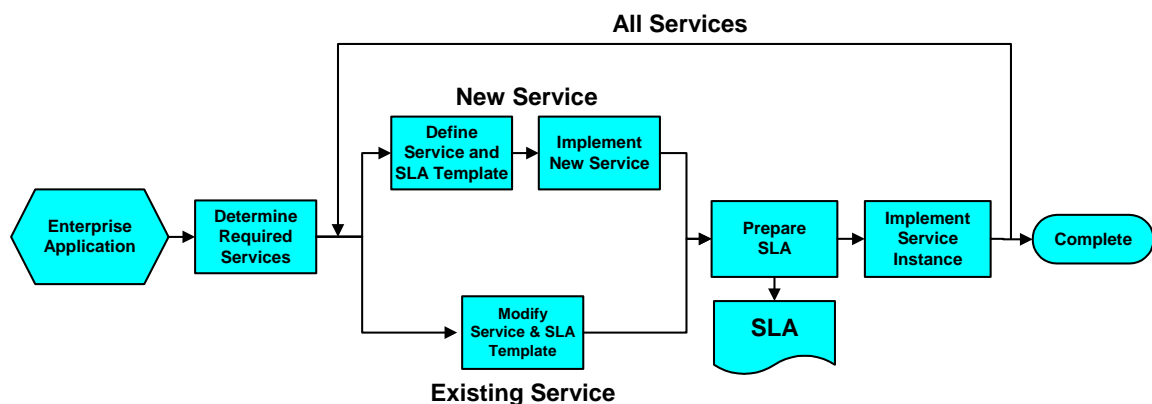 All Services
New Service
Define
Service and
SLA Template
Implement
New Service
Enterprise
Application
Determine
Required
Services
Prepare
SLA
Implement
Service
Instance
Complete
Modify
Service & SLA
Template
SLA
Existing Service